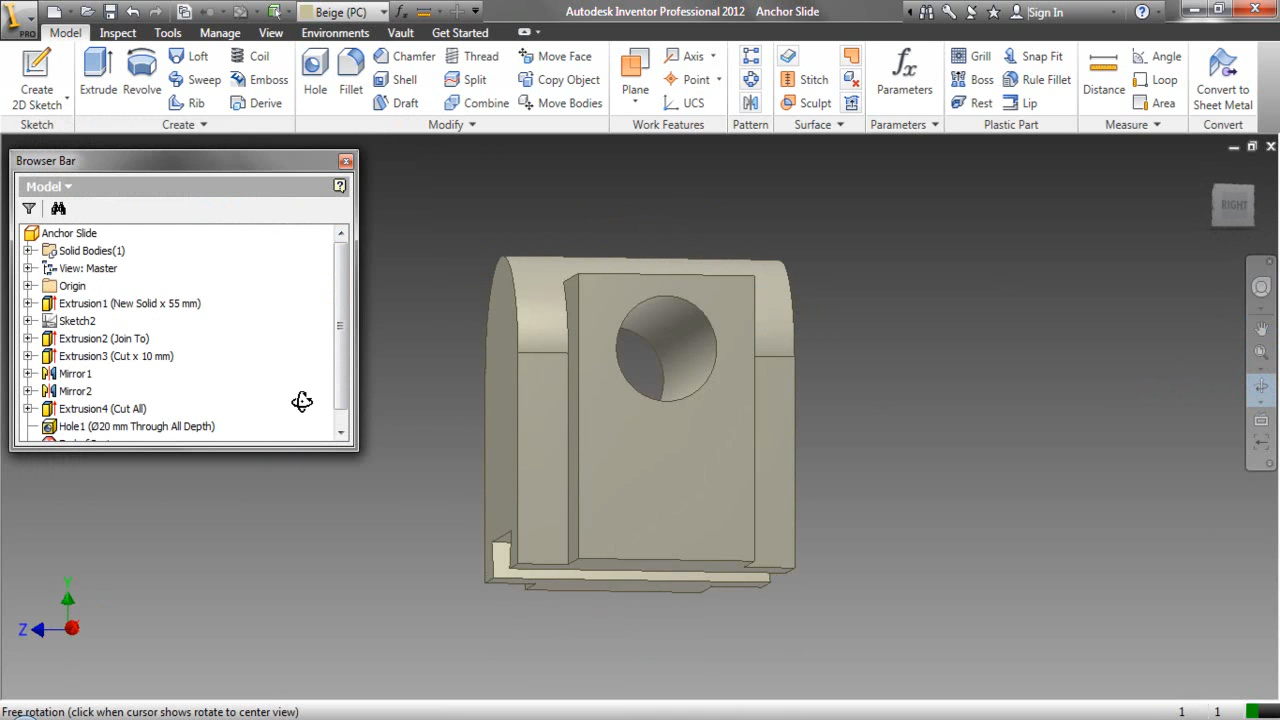 Beige (PC)
Autodesk Inventor Professional 2012 Anchor Slide
Sign In
PRO
Model Inspect Tools Manage View Environments Vault Get Started
Create 2D Sketch
Sketch
Extrude Revolve Loft Sweep Rib Coil Emboss Derive
Create
Hole Fillet Chamfer Shell Draft Thread Split Combine Move Face Copy Object Move Bodies
Modify
Plane Axis Point UCS
Work Features
Pattern
Stitch Sculpt
Surface
Parameters
Parameters
Grill Boss Rest Snap Fit Rule Fillet Lip
Plastic Part
Distance Angle Loop Area
Measure
Convert to Sheet Metal
Convert
Browser Bar
Model
Anchor Slide
Solid Bodies(1)
View: Master
Origin
Extrusion1 (New Solid x 55 mm)
Sketch2
Extrusion2 (Join To)
Extrusion3 (Cut x 10 mm)
Mirror1
Mirror2
Extrusion4 (Cut All)
Hole1 (Ø20 mm Through All Depth)
RIGHT
Y
Z
Free rotation (click when cursor shows rotate to center view)
1 1